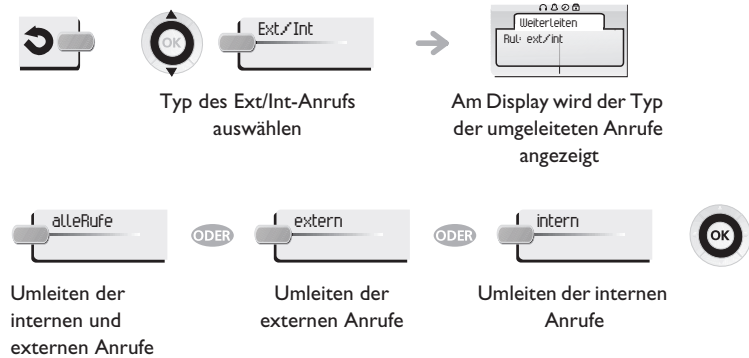 OK
Ext/Int
Weiterleiten
Ruf: ext/int
Typ des Ext/Int-Anrufs
auswählen
Am Display wird der Typ
der umgeleiteten Anrufe
angezeigt
alleRufe
ODER
extern
ODER
intern
OK
Umleiten der
internen und
externen Anrufe
Umleiten der
externen Anrufe
Umleiten der internen
Anrufe